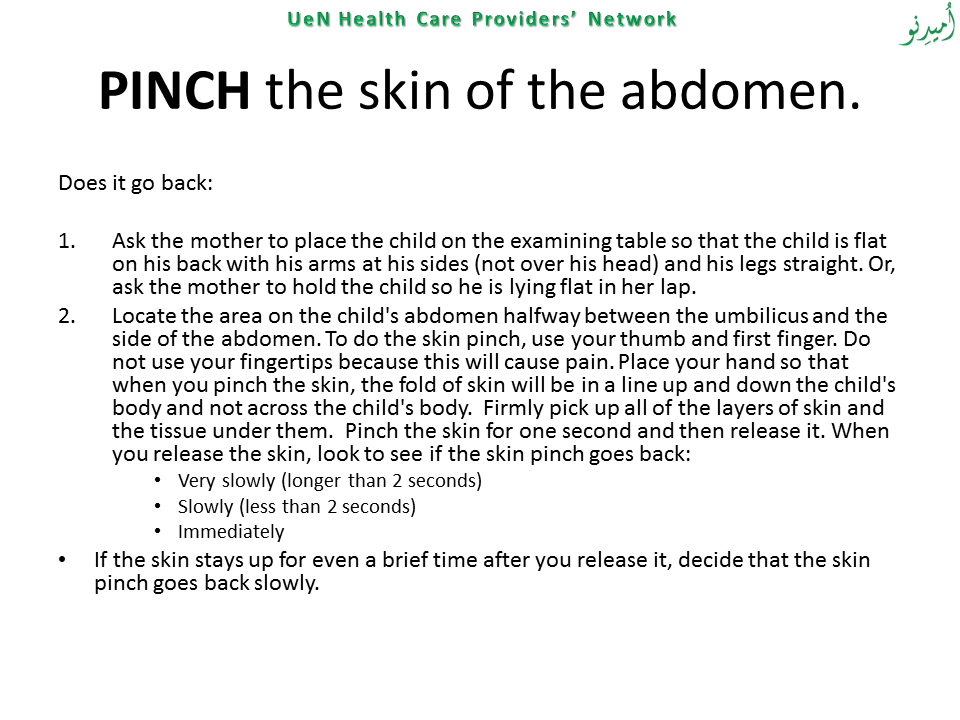 UeN Health Care Providers’ Network
أُميدِنو
PINCH the skin of the abdomen.
Does it go back:
1. Ask the mother to place the child on the examining table so that the child is flat
on his back with his arms at his sides (not over his head) and his legs straight. Or,
ask the mother to hold the child so he is lying flat in her lap.
2. Locate the area on the child's abdomen halfway between the umbilicus and the
side of the abdomen. To do the skin pinch, use your thumb and first finger. Do
not use your fingertips because this will cause pain. Place your hand so that
when you pinch the skin, the fold of skin will be in a line up and down the child's
body and not across the child's body.  Firmly pick up all of the layers of skin and
the tissue under them.  Pinch the skin for one second and then release it. When
you release the skin, look to see if the skin pinch goes back:
• Very slowly (longer than 2 seconds)
• Slowly (less than 2 seconds)
• Immediately
• If the skin stays up for even a brief time after you release it, decide that the skin
pinch goes back slowly.